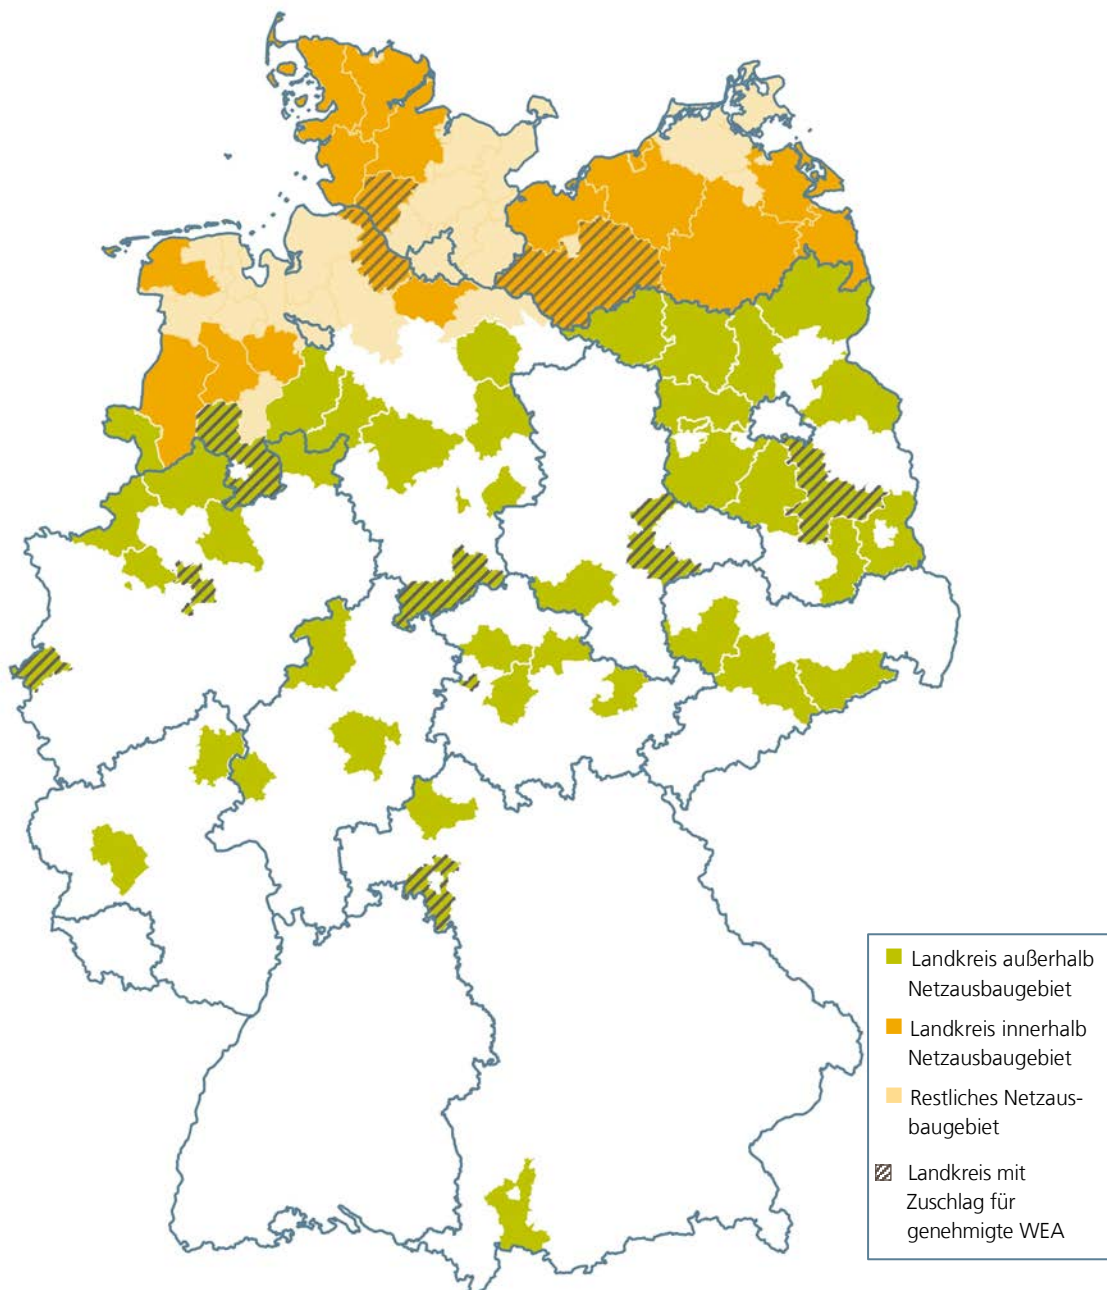 Landkreis außerhalb
Netzausbaugebiet
Landkreis innerhalb
Netzausbaugebiet
Restliches Netzaus-
baugebiet
Landkreis mit
Zuschlag für
genehmigte WEA